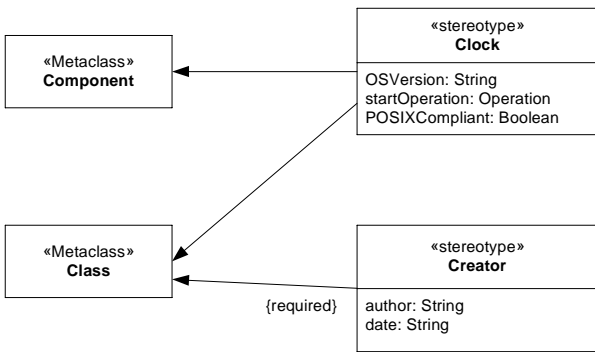 «stereotype»
Clock
«Metaclass»
Component
OSVersion: String
startOperation: Operation
POSIXCompliant: Boolean
«Metaclass»
Class
«stereotype»
Creator
{required}
author: String
date: String